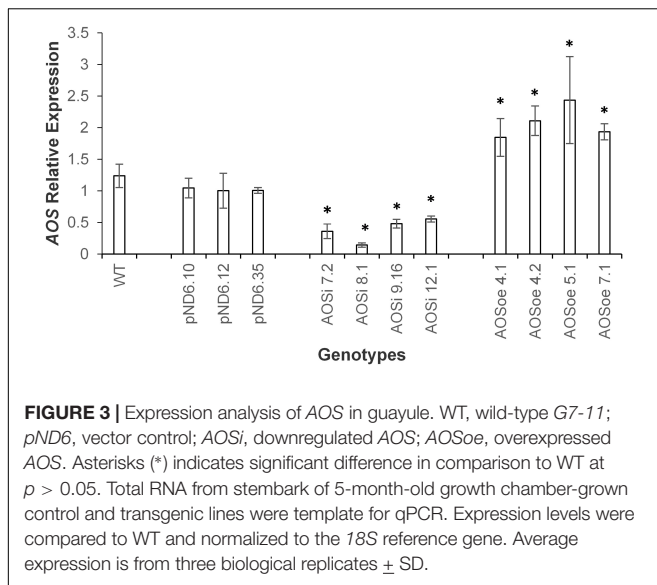 3.5
3
2.5
2
1.5
1
0.5
0
AOS Relative Expression
* * * * * * * *
WT
pND6.10
pND6.12
pND6.35
AOSi 7.2
AOSi 8.1
AOSi 9.16
AOSi 12.1
AOSoe 4.1
AOSoe 4.2
AOSoe 5.1
AOSoe 7.1
Genotypes
FIGURE 3 | Expression analysis of AOS in guayule. WT, wild-type G7-11;
pND6, vector control; AOSi, downregulated AOS; AOSoe, overexpressed
AOS. Asterisks (*) indicates significant difference in comparison to WT at
p > 0.05. Total RNA from stembark of 5-month-old growth chamber-grown
control and transgenic lines were template for qPCR. Expression levels were
compared to WT and normalized to the 18S reference gene. Average
expression is from three biological replicates ± SD.